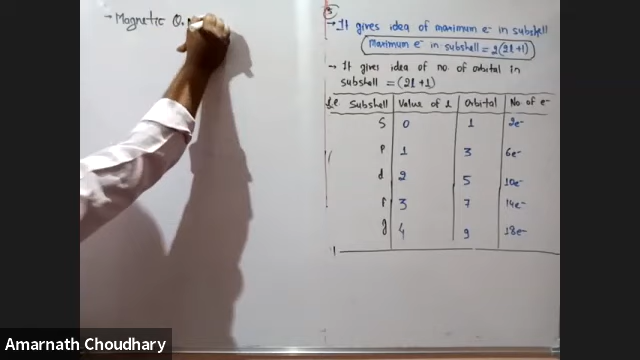 → Magnetic Q.
⑤
→ It gives idea of maximum e⁻ in subshell
Maximum e⁻ in subshell = 2(2l+1)
→ It gives idea of no. of orbital in
subshell = (2l+1)
Subshell Value of l orbital No of e⁻
S 0 1 2e⁻
P 1 3 6e⁻
d 2 5 10e⁻
f 3 7 14e⁻
g 4 9 18e⁻
Amarnath Choudhary